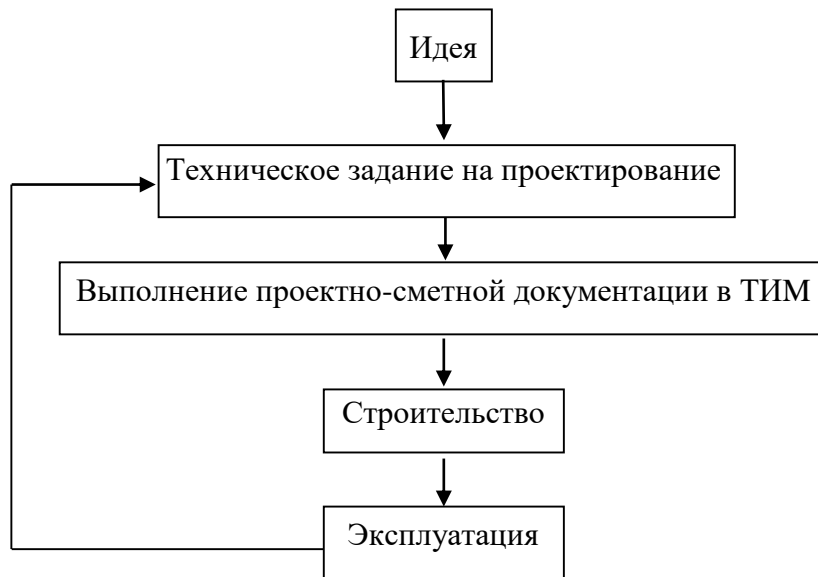 Идея
Техническое задание на проектирование
Выполнение проектно-сметной документации в ТИМ
Строительство
Эксплуатация